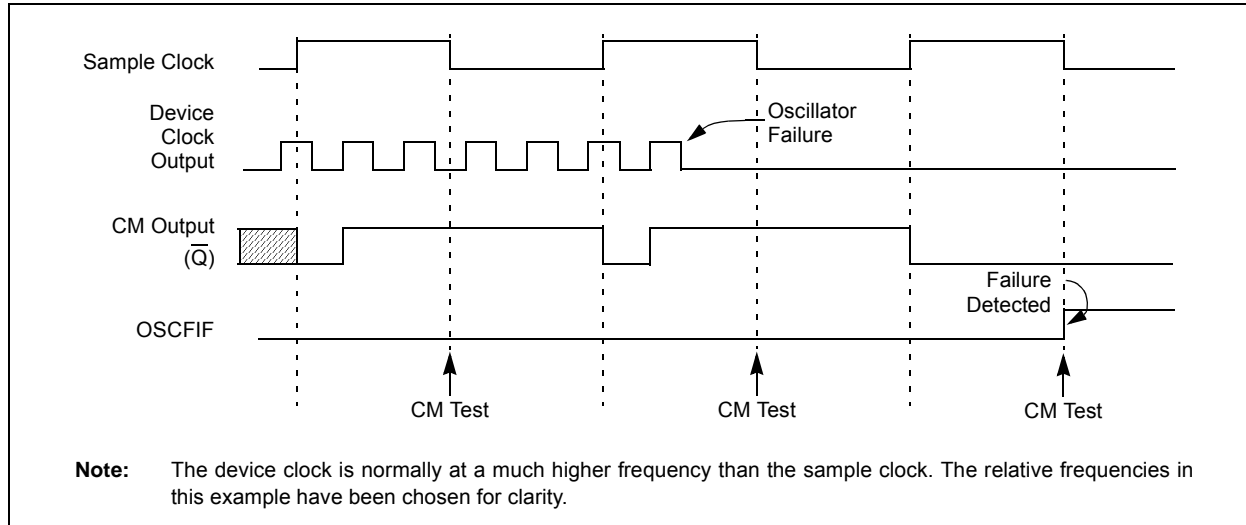 Sample Clock
Device
Clock
Output
Oscillator
Failure
CM Output
(Q̅)
Failure
Detected
OSCFIF
CM Test
CM Test
CM Test
Note: The device clock is normally at a much higher frequency than the sample clock. The relative frequencies in
this example have been chosen for clarity.